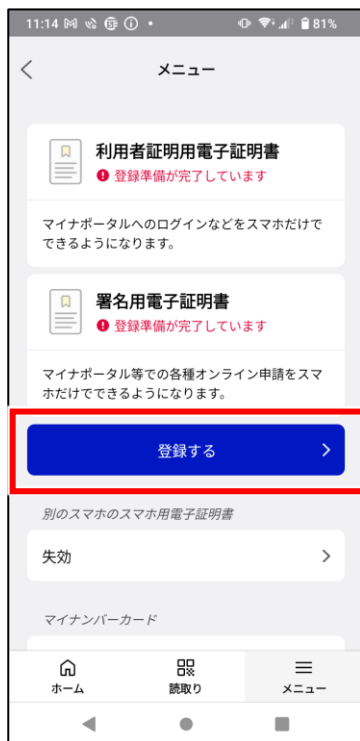 11:14 81%
メニュー
利用者証明用電子証明書
登録準備が完了しています
マイナポータルへのログインなどをスマホだけで
できるようになります。
署名用電子証明書
登録準備が完了しています
マイナポータル等での各種オンライン申請をスマ
ホだけでできるようになります。
登録する
別のスマホのスマホ用電子証明書
失効
マイナンバーカード
ホーム 読取り メニュー